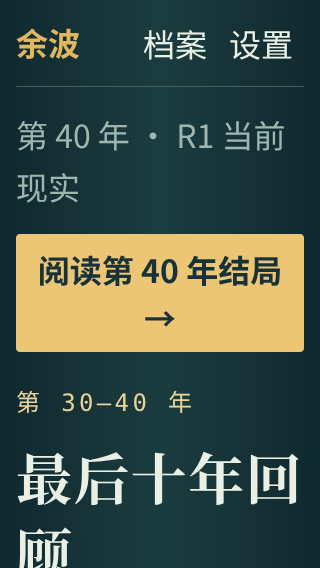 余波 档案 设置
第 40 年 · R1 当前
现实
阅读第 40 年结局
→
第 30–40 年
最后十年回
顾